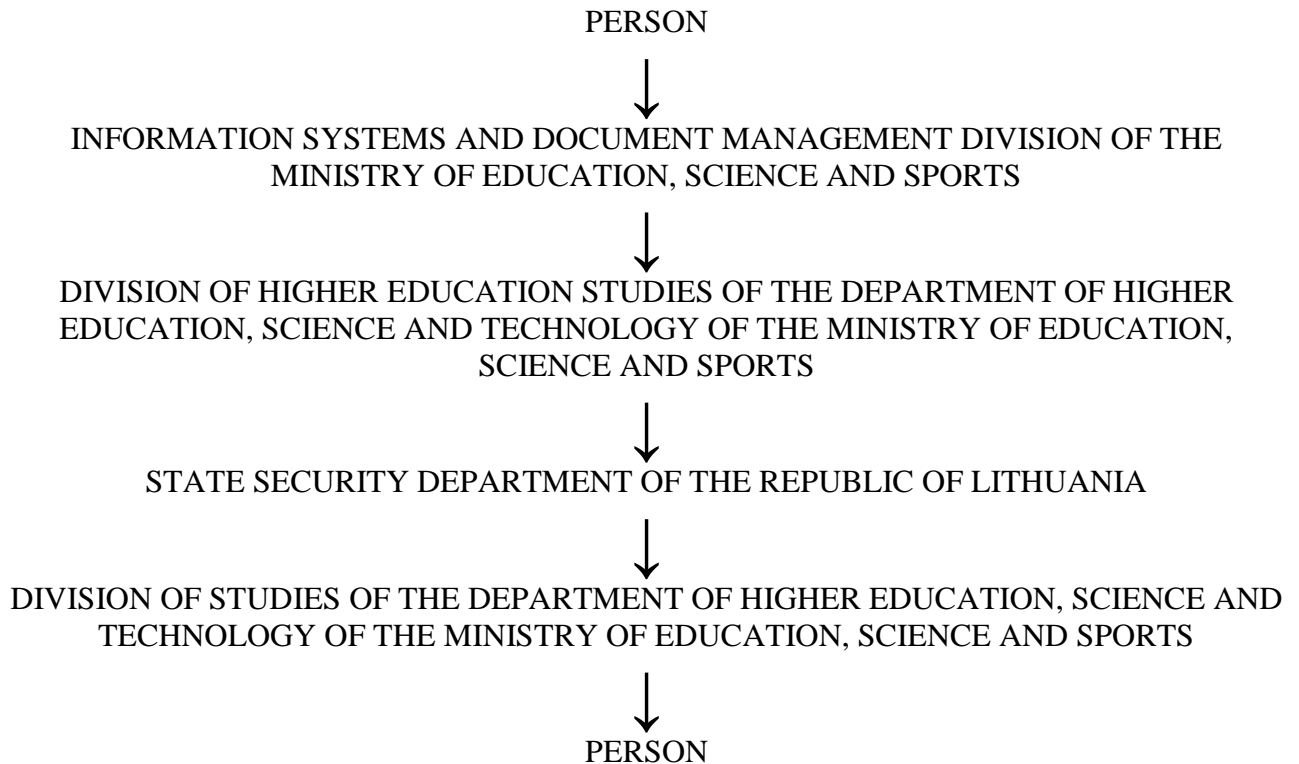 PERSON
INFORMATION SYSTEMS AND DOCUMENT MANAGEMENT DIVISION OF THE
MINISTRY OF EDUCATION, SCIENCE AND SPORTS
DIVISION OF HIGHER EDUCATION STUDIES OF THE DEPARTMENT OF HIGHER
EDUCATION, SCIENCE AND TECHNOLOGY OF THE MINISTRY OF EDUCATION,
SCIENCE AND SPORTS
STATE SECURITY DEPARTMENT OF THE REPUBLIC OF LITHUANIA
DIVISION OF STUDIES OF THE DEPARTMENT OF HIGHER EDUCATION, SCIENCE AND
TECHNOLOGY OF THE MINISTRY OF EDUCATION, SCIENCE AND SPORTS
PERSON